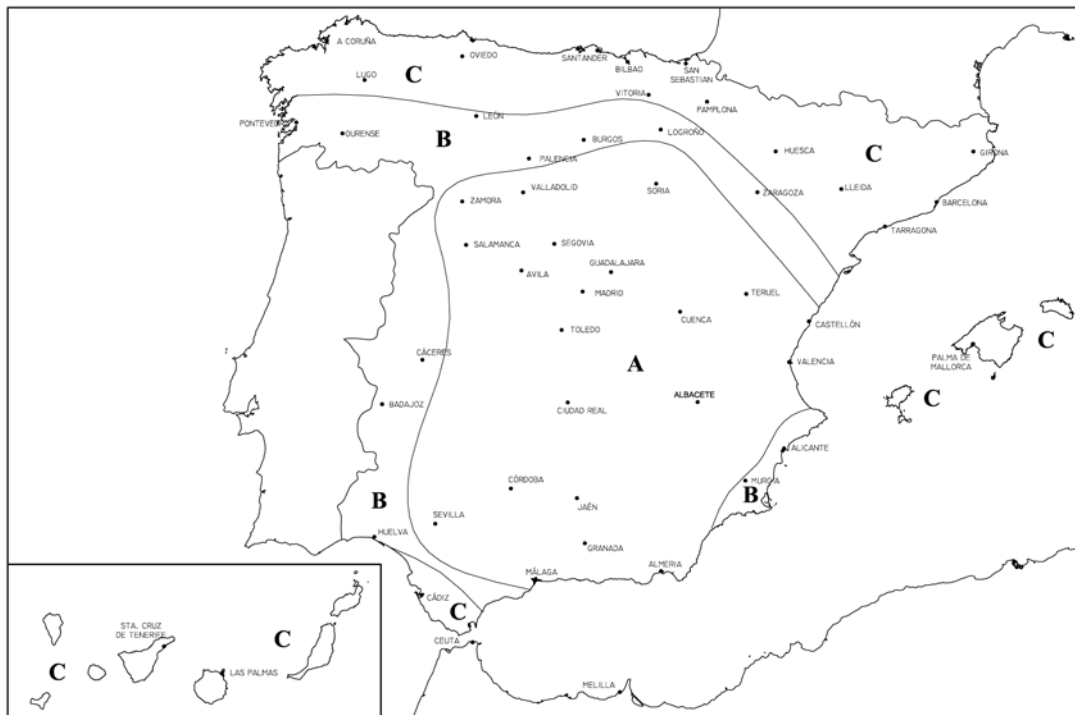 A CORUÑA
OVIEDO
SANTANDER
BILBAO
SAN
SEBASTIAN
C
LUGO
VITORIA
PAMPLONA
PONTEVEDRA
LEÓN
OURENSE
B
BURGOS
LOGROÑO
HUESCA
C
GIRONA
PALENCIA
VALLADOLID
SORIA
ZARAGOZA
LLEIDA
ZAMORA
BARCELONA
TARRAGONA
SALAMANCA
SEGOVIA
AVILA
GUADALAJARA
MADRID
TERUEL
CUENCA
CASTELLÓN
TOLEDO
C
CÁCERES
A
VALENCIA
PALMA DE
MALLORCA
BADAJOZ
CIUDAD REAL
ALBACETE
C
ALICANTE
CÓRDOBA
MURCIA
B
B
JAÉN
SEVILLA
HUELVA
GRANADA
ALMERIA
MÁLAGA
CÁDIZ
C
CEUTA
MELILLA
STA. CRUZ
DE TENERIFE
C
C
LAS PALMAS